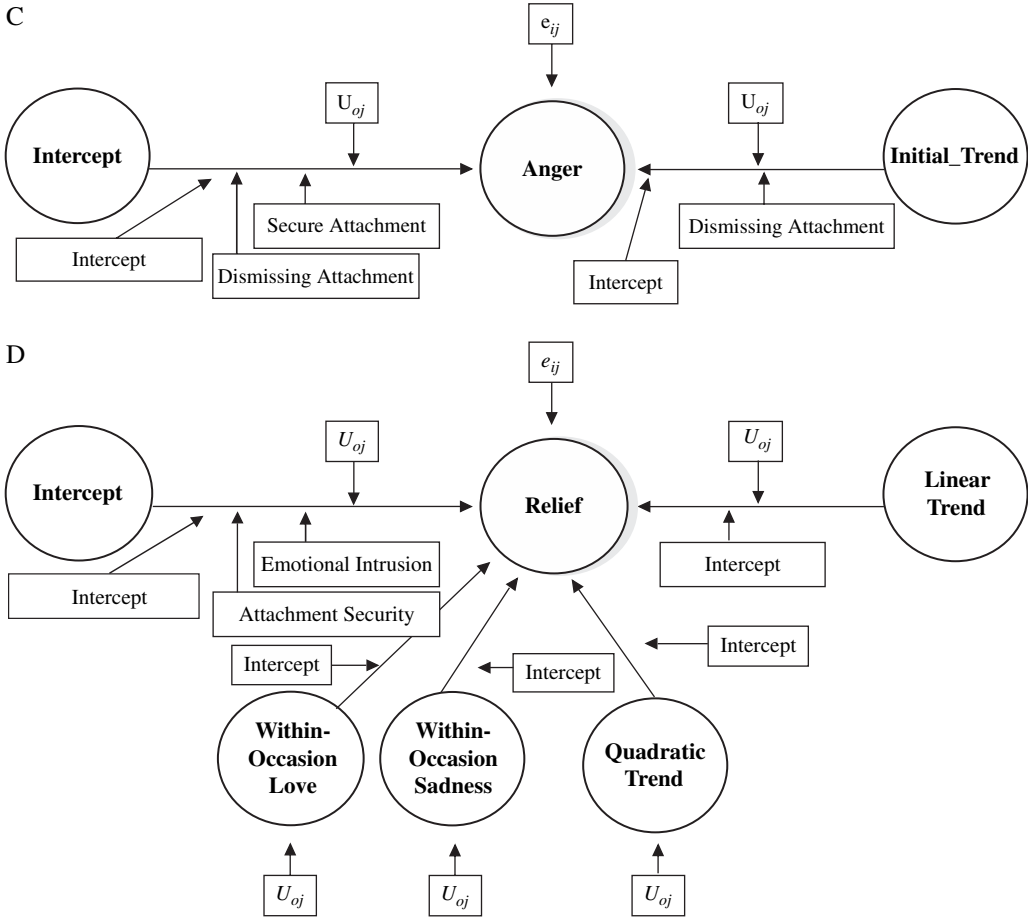 C
e_ij
U_oj
U_oj
Intercept
Anger
Initial_Trend
Secure Attachment
Dismissing Attachment
Intercept
Dismissing Attachment
Intercept
D
e_ij
U_oj
U_oj
Intercept
Relief
Linear
Trend
Emotional Intrusion
Intercept
Intercept
Attachment Security
Intercept
Intercept
Intercept
Within-
Occasion
Love
Within-
Occasion
Sadness
Quadratic
Trend
U_oj
U_oj
U_oj